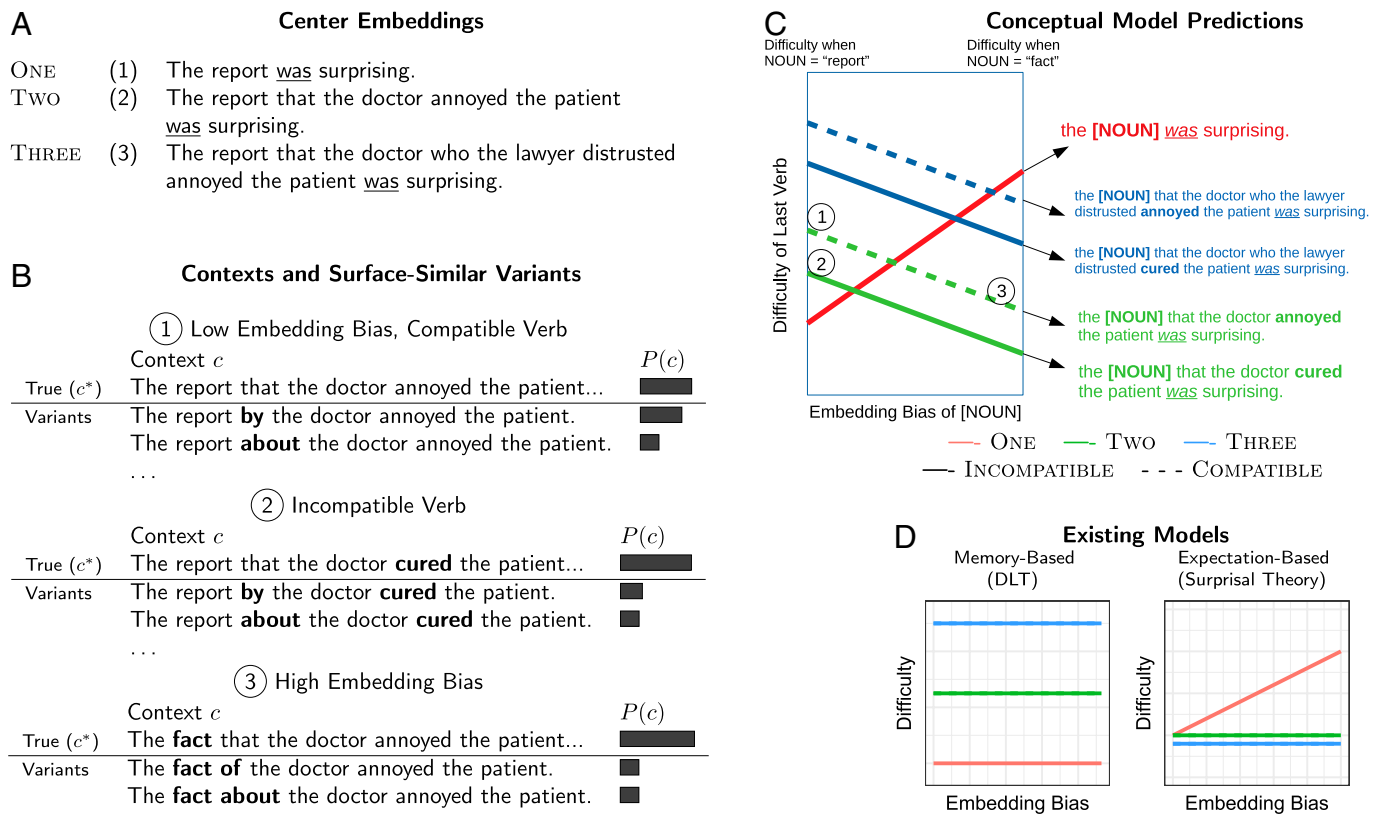 A
Center Embeddings
ONE (1) The report was surprising.
TWO (2) The report that the doctor annoyed the patient
was surprising.
THREE (3) The report that the doctor who the lawyer distrusted
annoyed the patient was surprising.
B
Contexts and Surface-Similar Variants
1 Low Embedding Bias, Compatible Verb
Context c P(c)
True (c*) The report that the doctor annoyed the patient...
Variants The report by the doctor annoyed the patient.
The report about the doctor annoyed the patient.
...
2 Incompatible Verb
Context c P(c)
True (c*) The report that the doctor cured the patient...
Variants The report by the doctor cured the patient.
The report about the doctor cured the patient.
...
3 High Embedding Bias
Context c P(c)
True (c*) The fact that the doctor annoyed the patient...
Variants The fact of the doctor annoyed the patient.
The fact about the doctor annoyed the patient.
C
Conceptual Model Predictions
Difficulty when
NOUN = “report”
Difficulty when
NOUN = “fact”
Difficulty of Last Verb
1
2
3
Embedding Bias of [NOUN]
the [NOUN] was surprising.
the [NOUN] that the doctor who the lawyer
distrusted annoyed the patient was surprising.
the [NOUN] that the doctor who the lawyer
distrusted cured the patient was surprising.
the [NOUN] that the doctor annoyed
the patient was surprising.
the [NOUN] that the doctor cured
the patient was surprising.
ONE TWO THREE
INCOMPATIBLE COMPATIBLE
D
Existing Models
Memory-Based
(DLT)
Difficulty
Embedding Bias
Expectation-Based
(Surprisal Theory)
Difficulty
Embedding Bias